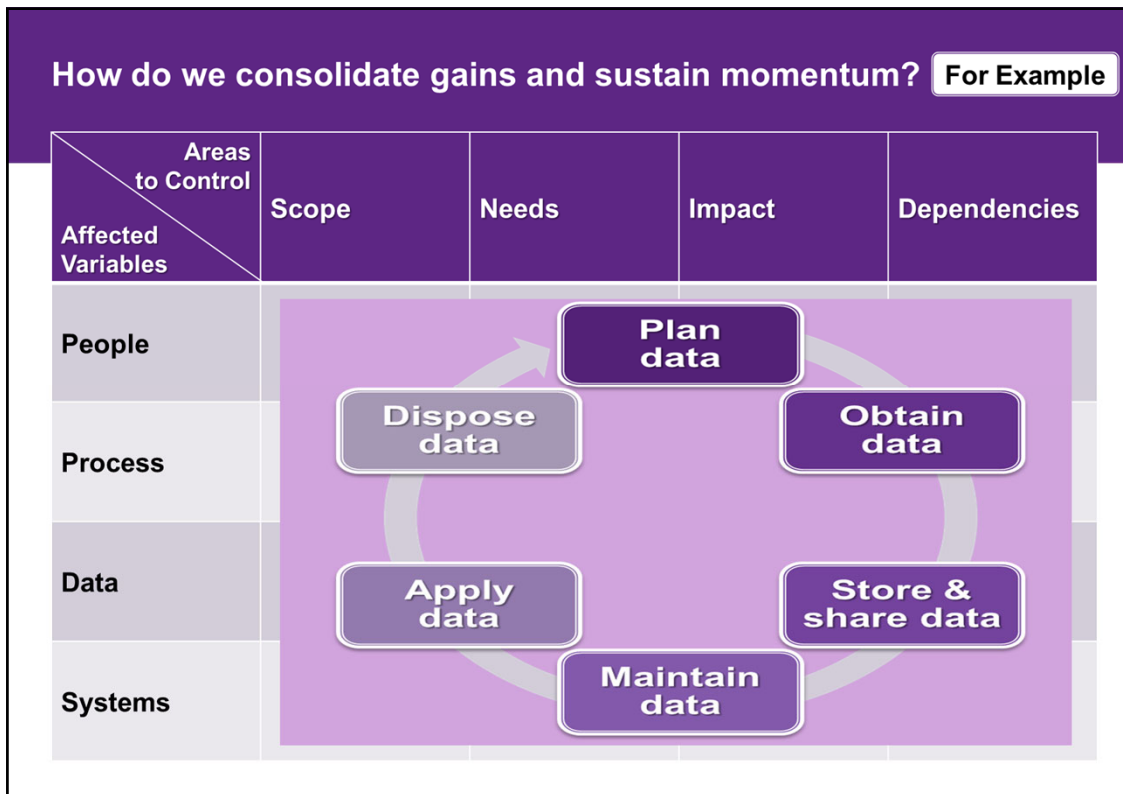 How do we consolidate gains and sustain momentum?
For Example
Areas
to Control
Affected
Variables
Scope
Needs
Impact
Dependencies
People
Process
Data
Systems
Plan
data
Obtain
data
Store &
share data
Maintain
data
Apply
data
Dispose
data